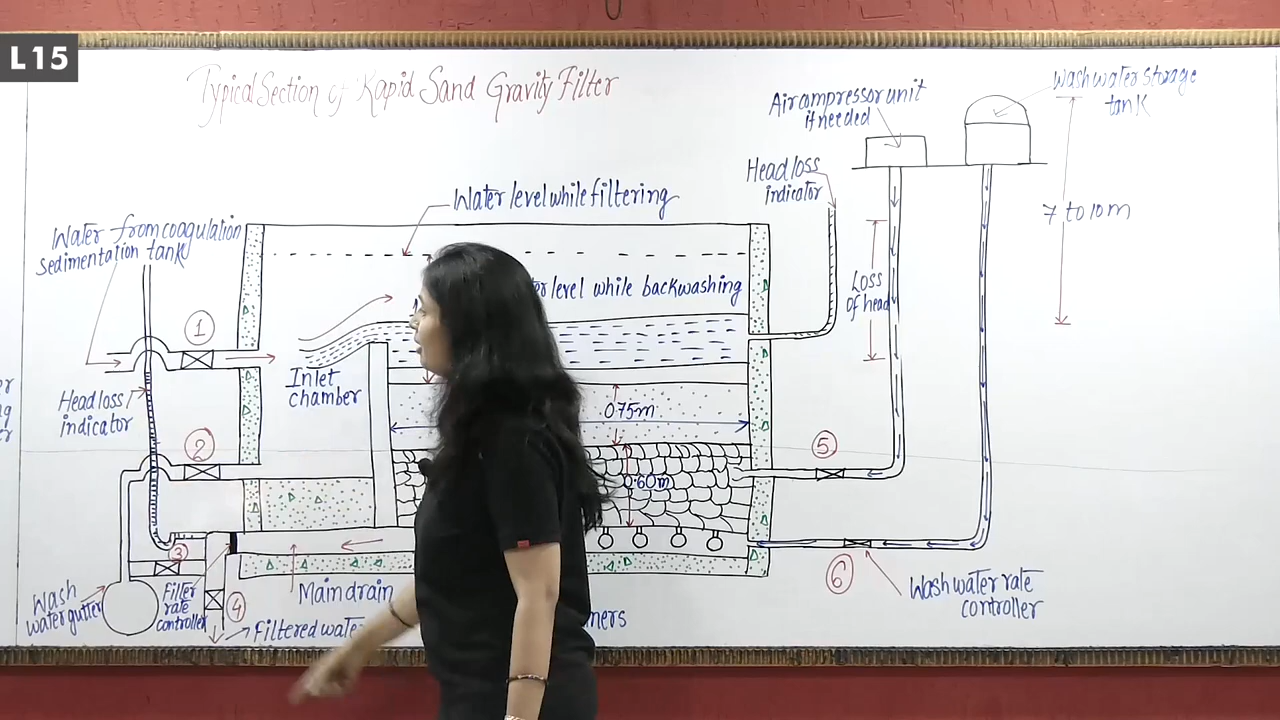 L15
Typical Section of Rapid Sand Gravity Filter
Wash water storage
tank
Air compressor unit
if needed
Head loss
indicator
7 to 10m
Water level while filtering
Water from coagulation
sedimentation tank
level while backwashing
Loss
of head
1
Inlet
chamber
Head loss
indicator
0.75m
2
5
0.60m
3
6
Wash water rate
controller
Main drain
Wash
water gutter
Filter
rate
controller
4
Filtered